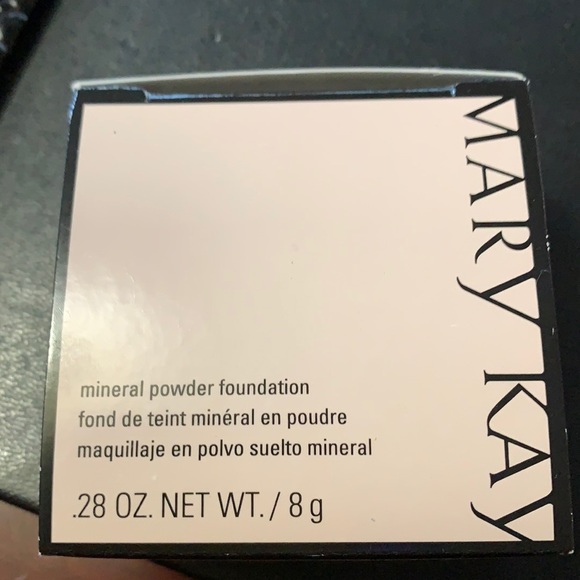 MARY KAY
mineral powder foundation
fond de teint minéral en poudre
maquillaje en polvo suelto mineral
.28 OZ. NET WT. / 8 g